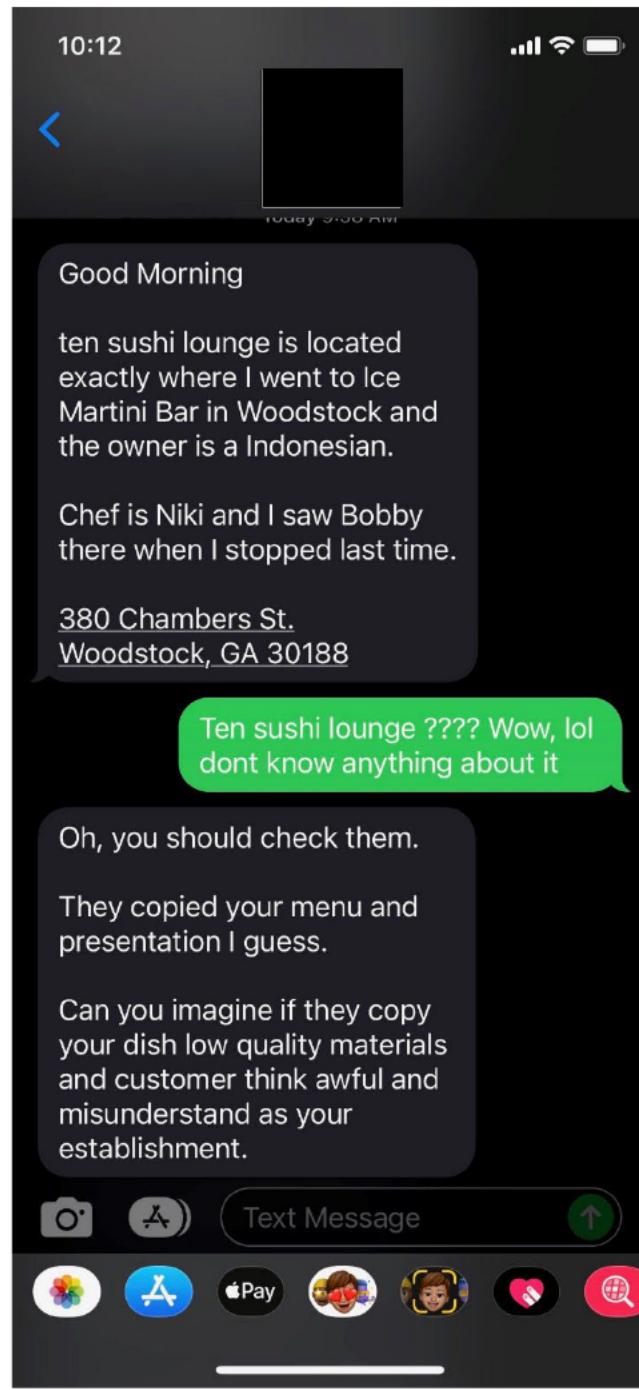 10:12
Today 9:38 AM
Good Morning
ten sushi lounge is located
exactly where I went to Ice
Martini Bar in Woodstock and
the owner is a Indonesian.
Chef is Niki and I saw Bobby
there when I stopped last time.
380 Chambers St.
Woodstock, GA 30188
Ten sushi lounge ???? Wow, lol
dont know anything about it
Oh, you should check them.
They copied your menu and
presentation I guess.
Can you imagine if they copy
your dish low quality materials
and customer think awful and
misunderstand as your
establishment.
Text Message
Pay